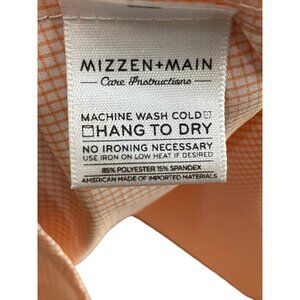 MIZZEN+MAIN
Care Instructions
MACHINE WASH COLD
HANG TO DRY
NO IRONING NECESSARY
USE IRON ON LOW HEAT IF DESIRED
85% POLYESTER 15% SPANDEX
AMERICAN MADE OF IMPORTED MATERIALS